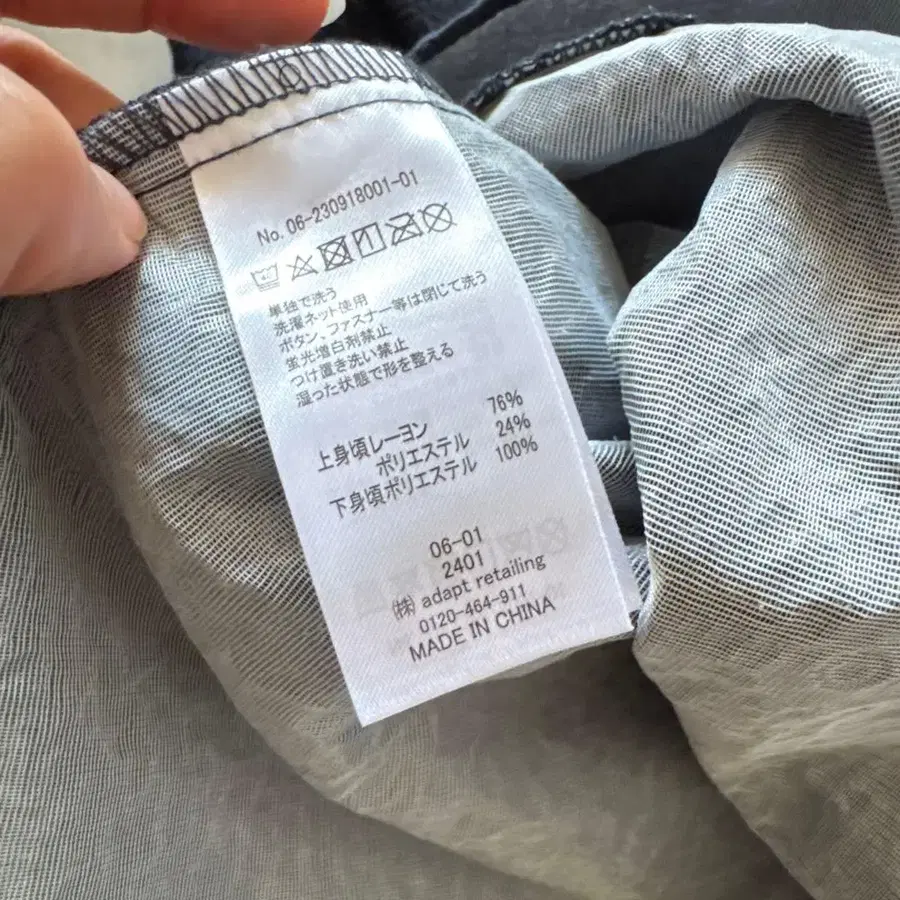 No. 06-230918001-01
単独で洗う
洗濯ネット使用
ボタン、ファスナー等は閉じて洗う
蛍光増白剤禁止
つけ置き洗い禁止
湿った状態で形を整える
上身頃レーヨン 76%
ポリエステル 24%
下身頃ポリエステル 100%
06-01
2401
㈱ adapt retailing
0120-464-911
MADE IN CHINA